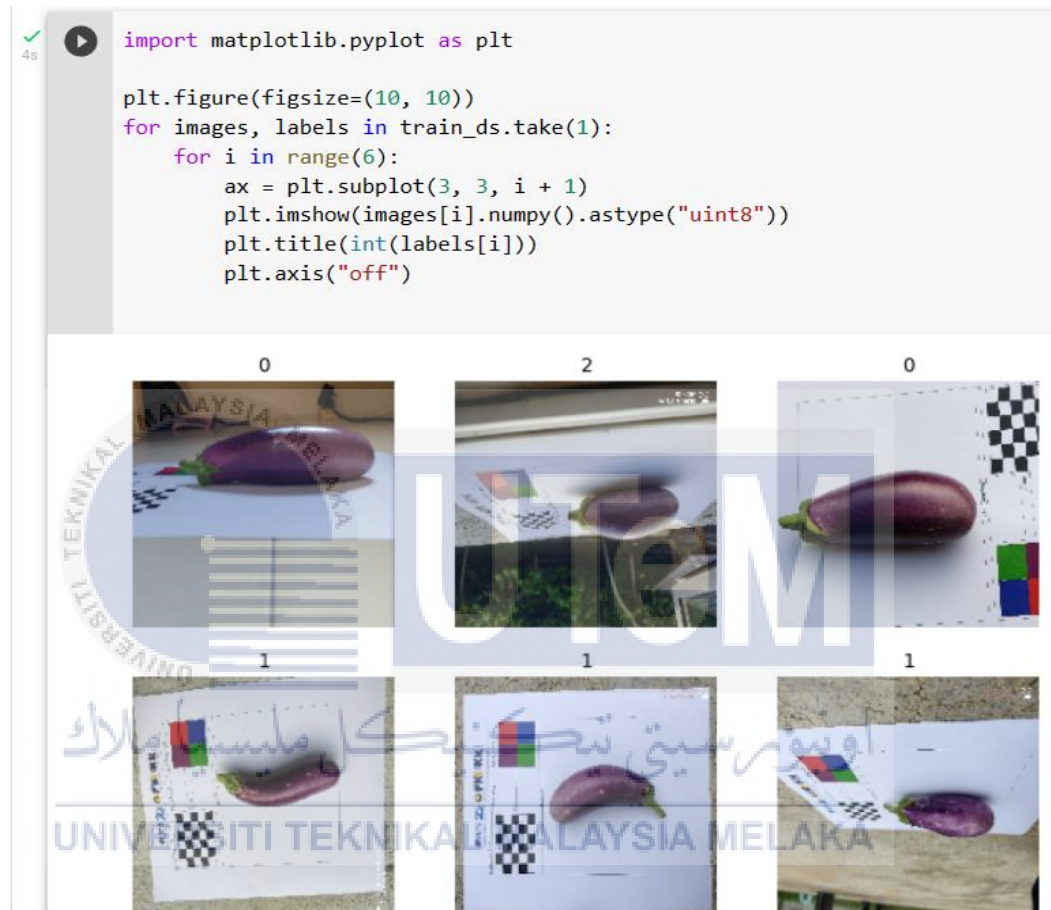 4s
import matplotlib.pyplot as plt
plt.figure(figsize=(10, 10))
for images, labels in train_ds.take(1):
    for i in range(6):
        ax = plt.subplot(3, 3, i + 1)
        plt.imshow(images[i].numpy().astype("uint8"))
        plt.title(int(labels[i]))
        plt.axis("off")
0 2 0
UNIVERSITI TEKNIKAL MALAYSIA MELAKA
UTeM
1 1 1
اونيۏرسيتي تيکنيکل مليسيا ملاك
UNIVERSITI TEKNIKAL MALAYSIA MELAKA